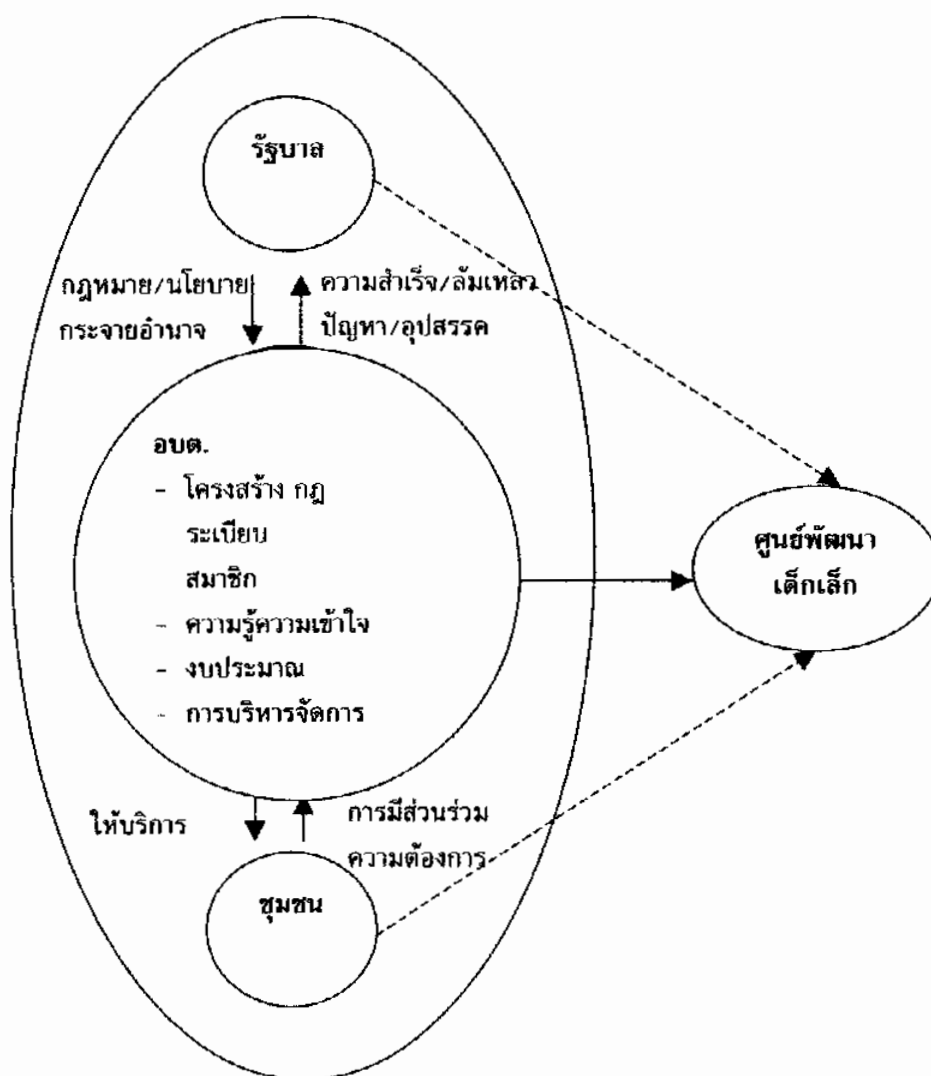 รัฐบาล
กฎหมาย/นโยบาย
กระจายอำนาจ
ความสำเร็จ/ล้มเหลว
ปัญหา/อุปสรรค
อบต.
- โครงสร้าง กฎ
ระเบียบ
สมาชิก
- ความรู้ความเข้าใจ
- งบประมาณ
- การบริหารจัดการ
ศูนย์พัฒนา
เด็กเล็ก
ให้บริการ
การมีส่วนร่วม
ความต้องการ
ชุมชน